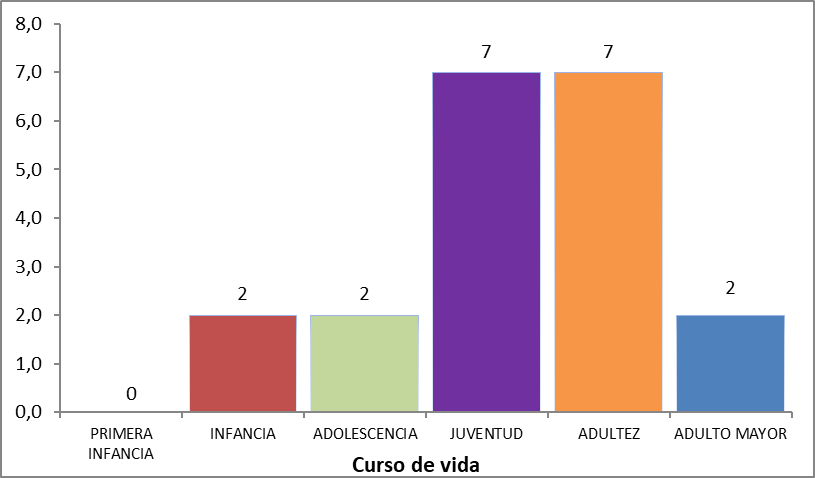 8,0
7,0
6,0
5,0
4,0
3,0
2,0
1,0
0,0
0
2
2
7
7
2
PRIMERA
INFANCIA
INFANCIA
ADOLESCENCIA
JUVENTUD
ADULTEZ
ADULTO MAYOR
Curso de vida